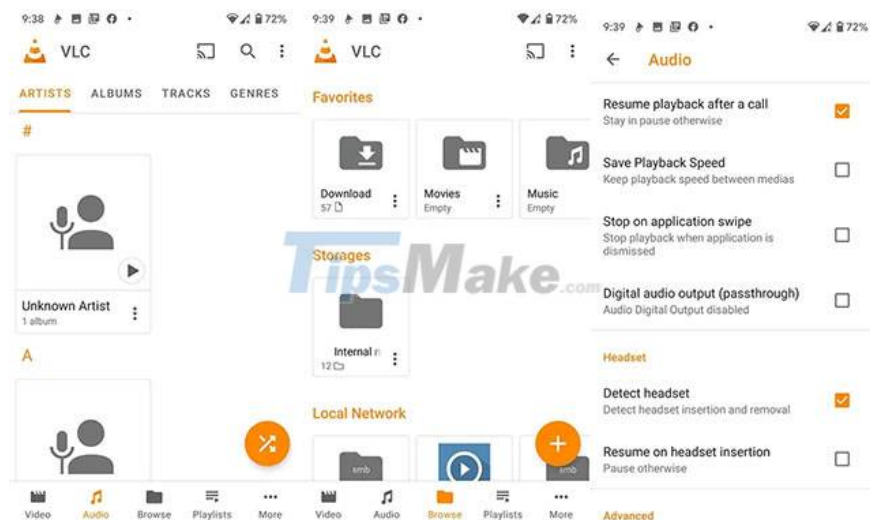 9:38
72%
VLC
ARTISTS ALBUMS TRACKS GENRES
#
Unknown Artist
1 album
A
Video Audio Browse Playlists More
9:39
72%
VLC
Favorites
Download
57
Movies
Empty
Music
Empty
Storages
Internal n
12
Local Network
smb
smb
Video Audio Browse Playlists More
9:39
72%
Audio
Resume playback after a call
Stay in pause otherwise
Save Playback Speed
Keep playback speed between medias
Stop on application swipe
Stop playback when application is
dismissed
Digital audio output (passthrough)
Audio Digital Output disabled
Headset
Detect headset
Detect headset insertion and removal
Resume on headset insertion
Pause otherwise
Advanced
TipsMake.com